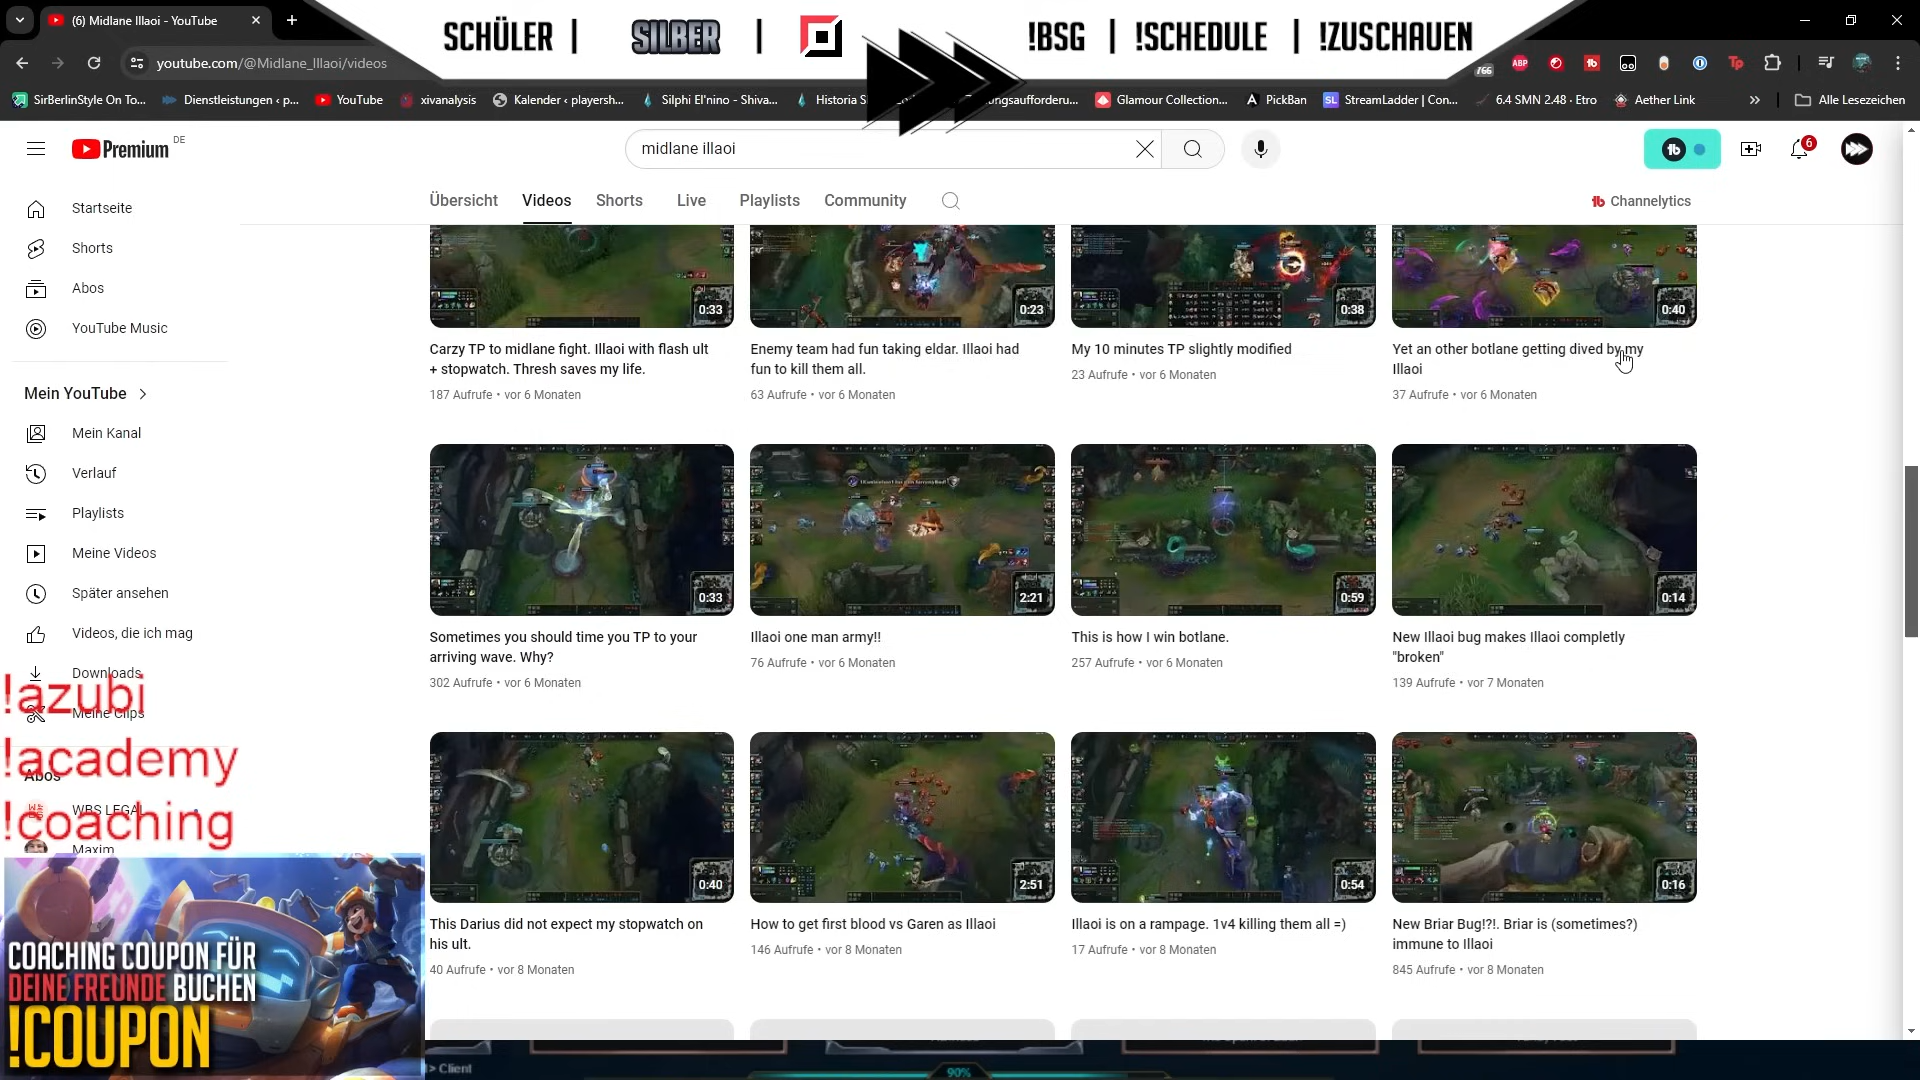 (6) Midlane Illaoi - YouTube
SCHÜLER | SILBER | !BSG | !SCHEDULE | !ZUSCHAUEN
youtube.com/@Midlane_Illaoi/videos
766
ABP
SirBerlinStyle On To...
Dienstleistungen ‹ p...
YouTube
xivanalysis
Kalender ‹ playersh...
Silphi El'nino - Shiva...
Historia S
ungsaufforderu...
Glamour Collection...
PickBan
StreamLadder | Con...
6.4 SMN 2.48 · Etro
Aether Link
Alle Lesezeichen
Premium DE
midlane illaoi
6
Übersicht
Videos
Shorts
Live
Playlists
Community
Channelytics
Startseite
Shorts
Abos
YouTube Music
Mein YouTube
Mein Kanal
Verlauf
Playlists
Meine Videos
Später ansehen
Videos, die ich mag
Downloads
Meine Clips
Abos
WBS LEGAL
Maxim
!azubi
!academy
!coaching
COACHING COUPON FÜR
DEINE FREUNDE BUCHEN
!COUPON
0:33
Carzy TP to midlane fight. Illaoi with flash ult
+ stopwatch. Thresh saves my life.
187 Aufrufe • vor 6 Monaten
0:23
Enemy team had fun taking eldar. Illaoi had
fun to kill them all.
63 Aufrufe • vor 6 Monaten
0:38
My 10 minutes TP slightly modified
23 Aufrufe • vor 6 Monaten
0:40
Yet an other botlane getting dived by my
Illaoi
37 Aufrufe • vor 6 Monaten
0:33
Sometimes you should time you TP to your
arriving wave. Why?
302 Aufrufe • vor 6 Monaten
2:21
Illaoi one man army!!
76 Aufrufe • vor 6 Monaten
0:59
This is how I win botlane.
257 Aufrufe • vor 6 Monaten
0:14
New Illaoi bug makes Illaoi completly
"broken"
139 Aufrufe • vor 7 Monaten
0:40
This Darius did not expect my stopwatch on
his ult.
40 Aufrufe • vor 8 Monaten
2:51
How to get first blood vs Garen as Illaoi
146 Aufrufe • vor 8 Monaten
0:54
Illaoi is on a rampage. 1v4 killing them all =)
17 Aufrufe • vor 8 Monaten
0:16
New Briar Bug!?!. Briar is (sometimes?)
immune to Illaoi
845 Aufrufe • vor 8 Monaten
> Client
90%